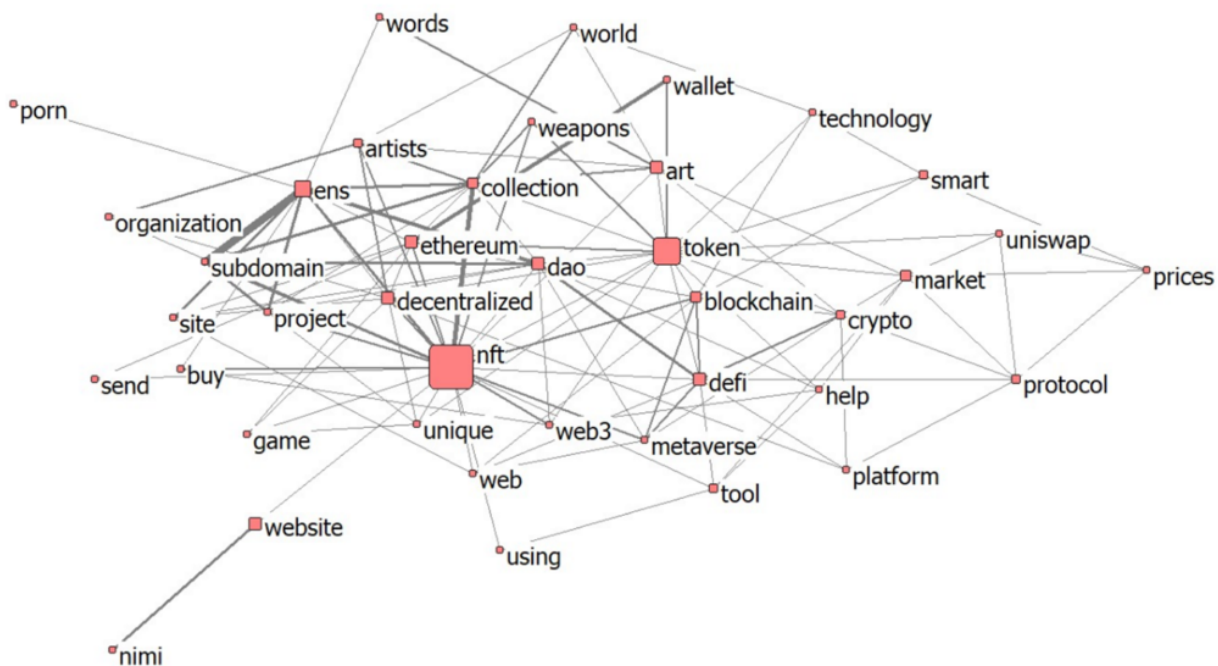 words
world
wallet
porn
technology
weapons
artists
art
smart
ens
collection
organization
ethereum
token
uniswap
subdomain
dao
market
prices
decentralized
blockchain
site
project
crypto
nft
send
buy
defi
help
protocol
game
unique
web3
metaverse
web
platform
tool
website
using
nimi